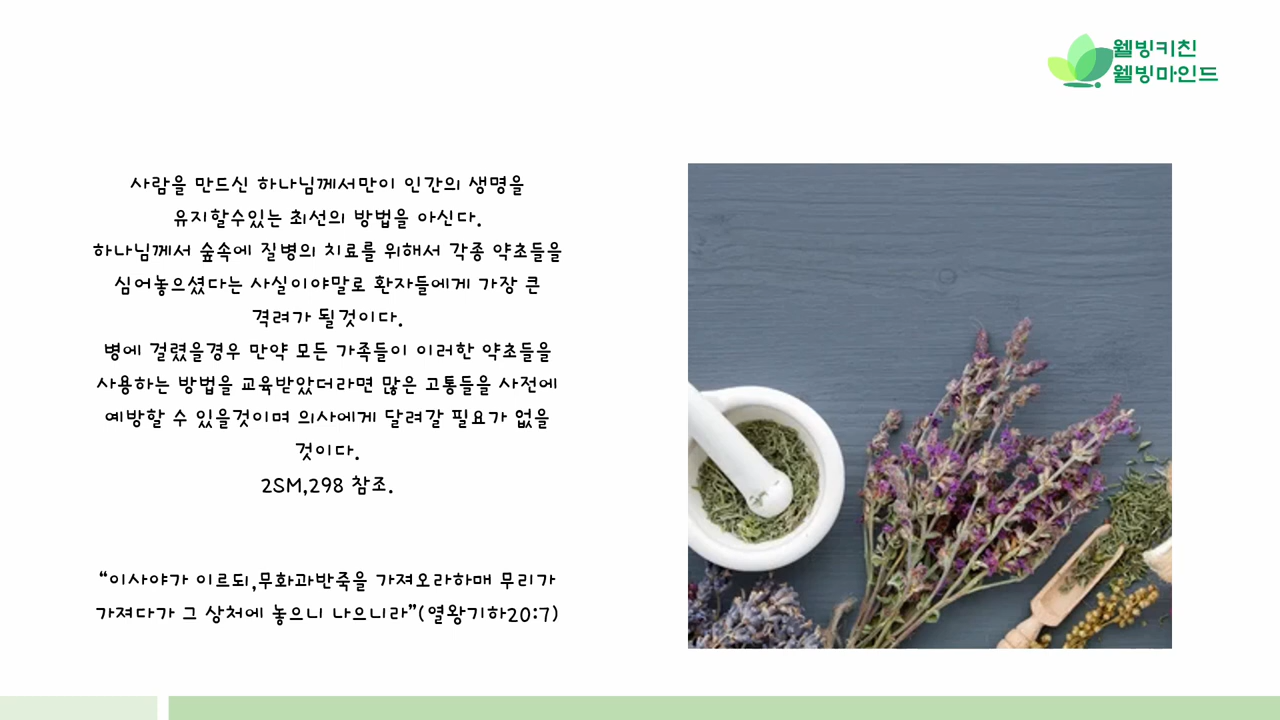 웰빙키친
웰빙마인드
사람을 만드신 하나님께서만이 인간의 생명을
유지할수있는 최선의 방법을 아신다.
하나님께서 숲속에 질병의 치료를 위해서 각종 약초들을
심어놓으셨다는 사실이야말로 환자들에게 가장 큰
격려가 될것이다.
병에 걸렸을경우 만약 모든 가족들이 이러한 약초들을
사용하는 방법을 교육받았더라면 많은 고통들을 사전에
예방할 수 있을것이며 의사에게 달려갈 필요가 없을
것이다.
2SM,298 참조.
“이사야가 이르되,무화과반죽을 가져오라하매 무리가
가져다가 그 상처에 놓으니 나으니라”(열왕기하20:7)